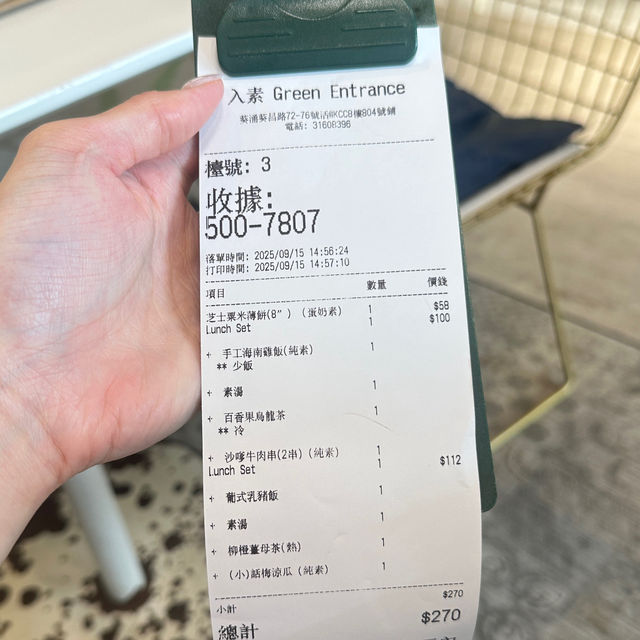 入素 Green Entrance
葵涌葵昌路72-76號活@KCC8樓804號舖
電話: 31608396
檯號: 3
收據:
500-7807
落單時間: 2025/09/15 14:56:24
打印時間: 2025/09/15 14:57:10
項目 數量 價錢
芝士粟米薄餅(8”) (蛋奶素) 1 $58
Lunch Set 1 $100
+ 手工海南雞飯(純素) 1
** 少飯
+ 素湯 1
+ 百香果烏龍茶 1
** 冷
+ 沙嗲牛肉串(2串)(純素) 1
Lunch Set 1 $112
+ 葡式乳豬飯 1
+ 素湯 1
+ 柳橙薑母茶(熱) 1
+ (小)話梅涼瓜(純素) 1
小計 $270
總計 $270